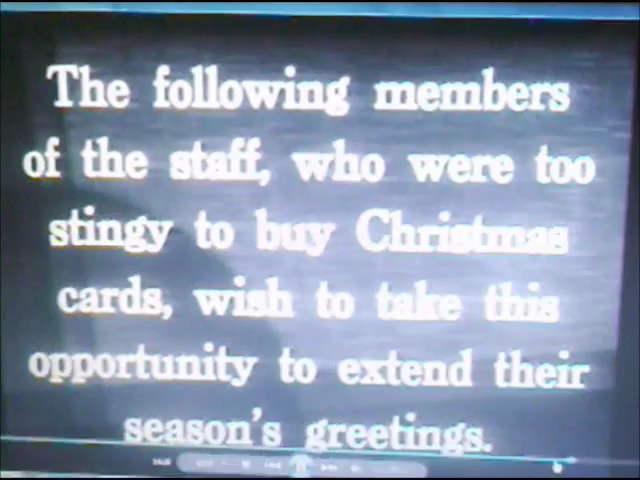 The following members
of the staff, who were too
stingy to buy Christmas
cards, wish to take this
opportunity to extend their
season's greetings.